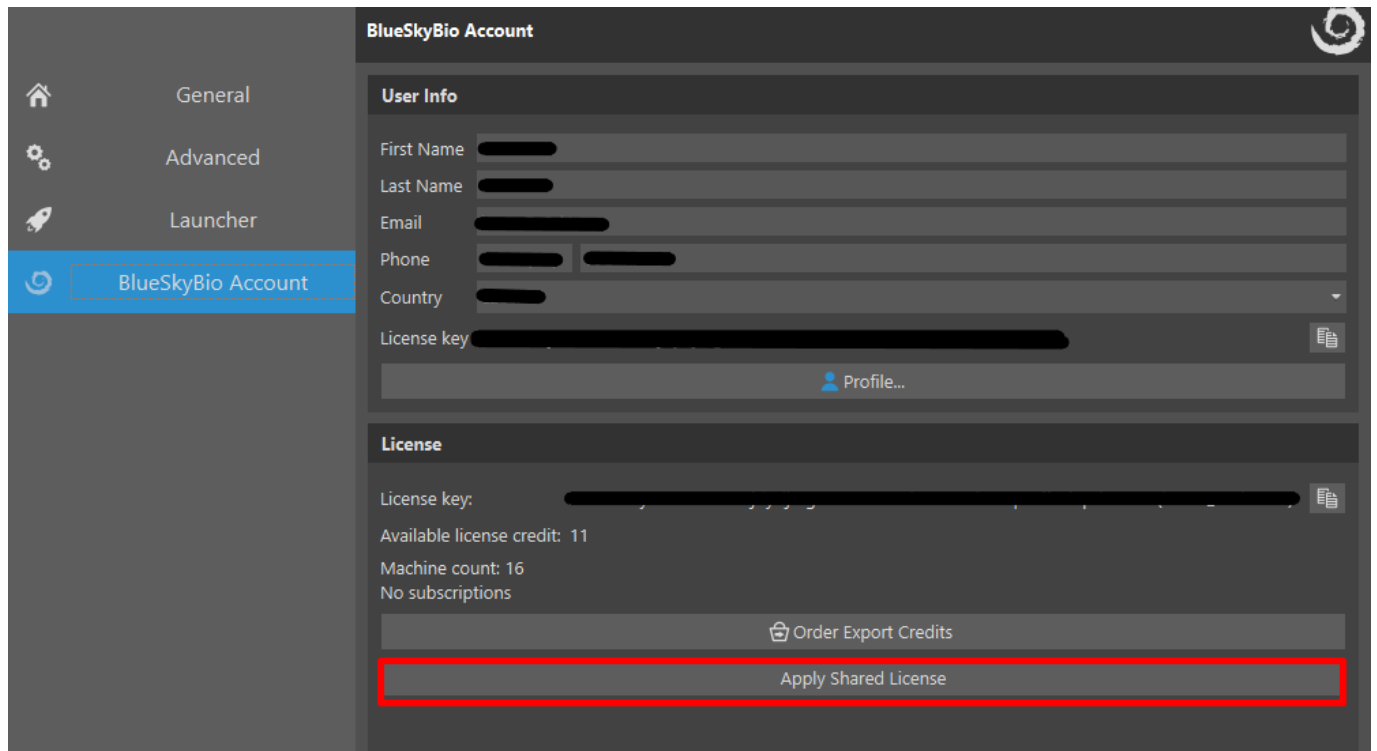 BlueSkyBio Account
General
Advanced
Launcher
BlueSkyBio Account
User Info
First Name
Last Name
Email
Phone
Country
License key
Profile...
License
License key:
Available license credit: 11
Machine count: 16
No subscriptions
Order Export Credits
Apply Shared License